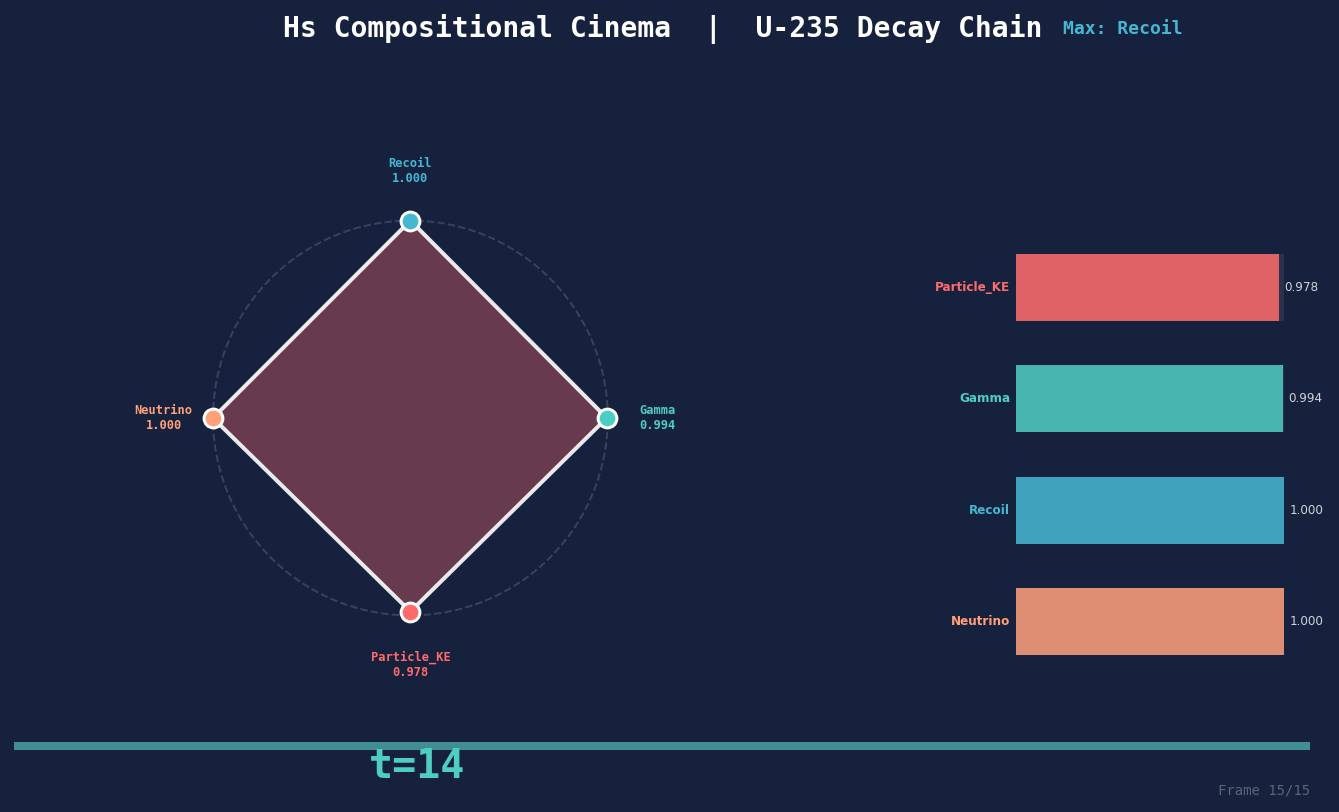 Hs Compositional Cinema | U-235 Decay Chain Max: Recoil
Recoil
1.000
Neutrino
1.000
Gamma
0.994
Particle_KE
0.978
Particle_KE 0.978
Gamma 0.994
Recoil 1.000
Neutrino 1.000
t=14
Frame 15/15